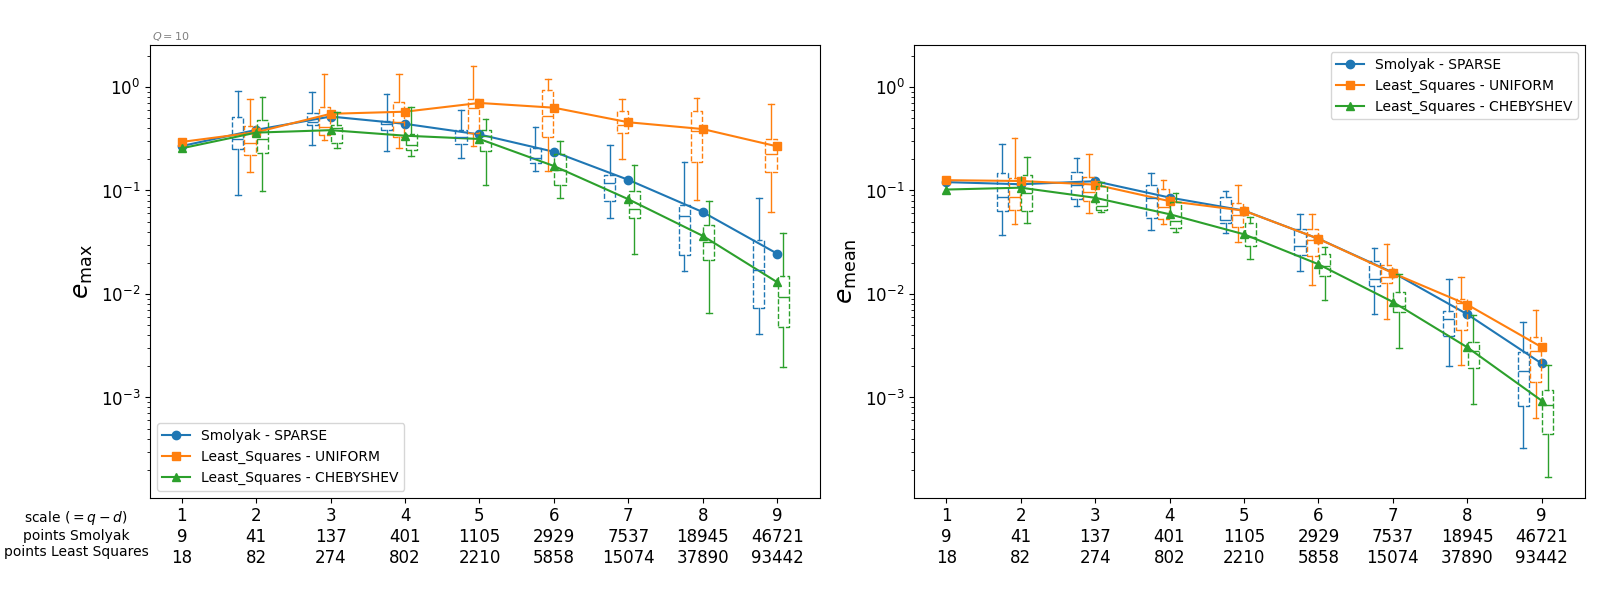 Q = 10
10⁰
10⁻¹
10⁻²
10⁻³
e_max
Smolyak - SPARSE
Least_Squares - UNIFORM
Least_Squares - CHEBYSHEV
scale (= q − d) 1 2 3 4 5 6 7 8 9
points Smolyak 9 41 137 401 1105 2929 7537 18945 46721
points Least Squares 18 82 274 802 2210 5858 15074 37890 93442
10⁰
10⁻¹
10⁻²
10⁻³
e_mean
Smolyak - SPARSE
Least_Squares - UNIFORM
Least_Squares - CHEBYSHEV
1 2 3 4 5 6 7 8 9
9 41 137 401 1105 2929 7537 18945 46721
18 82 274 802 2210 5858 15074 37890 93442